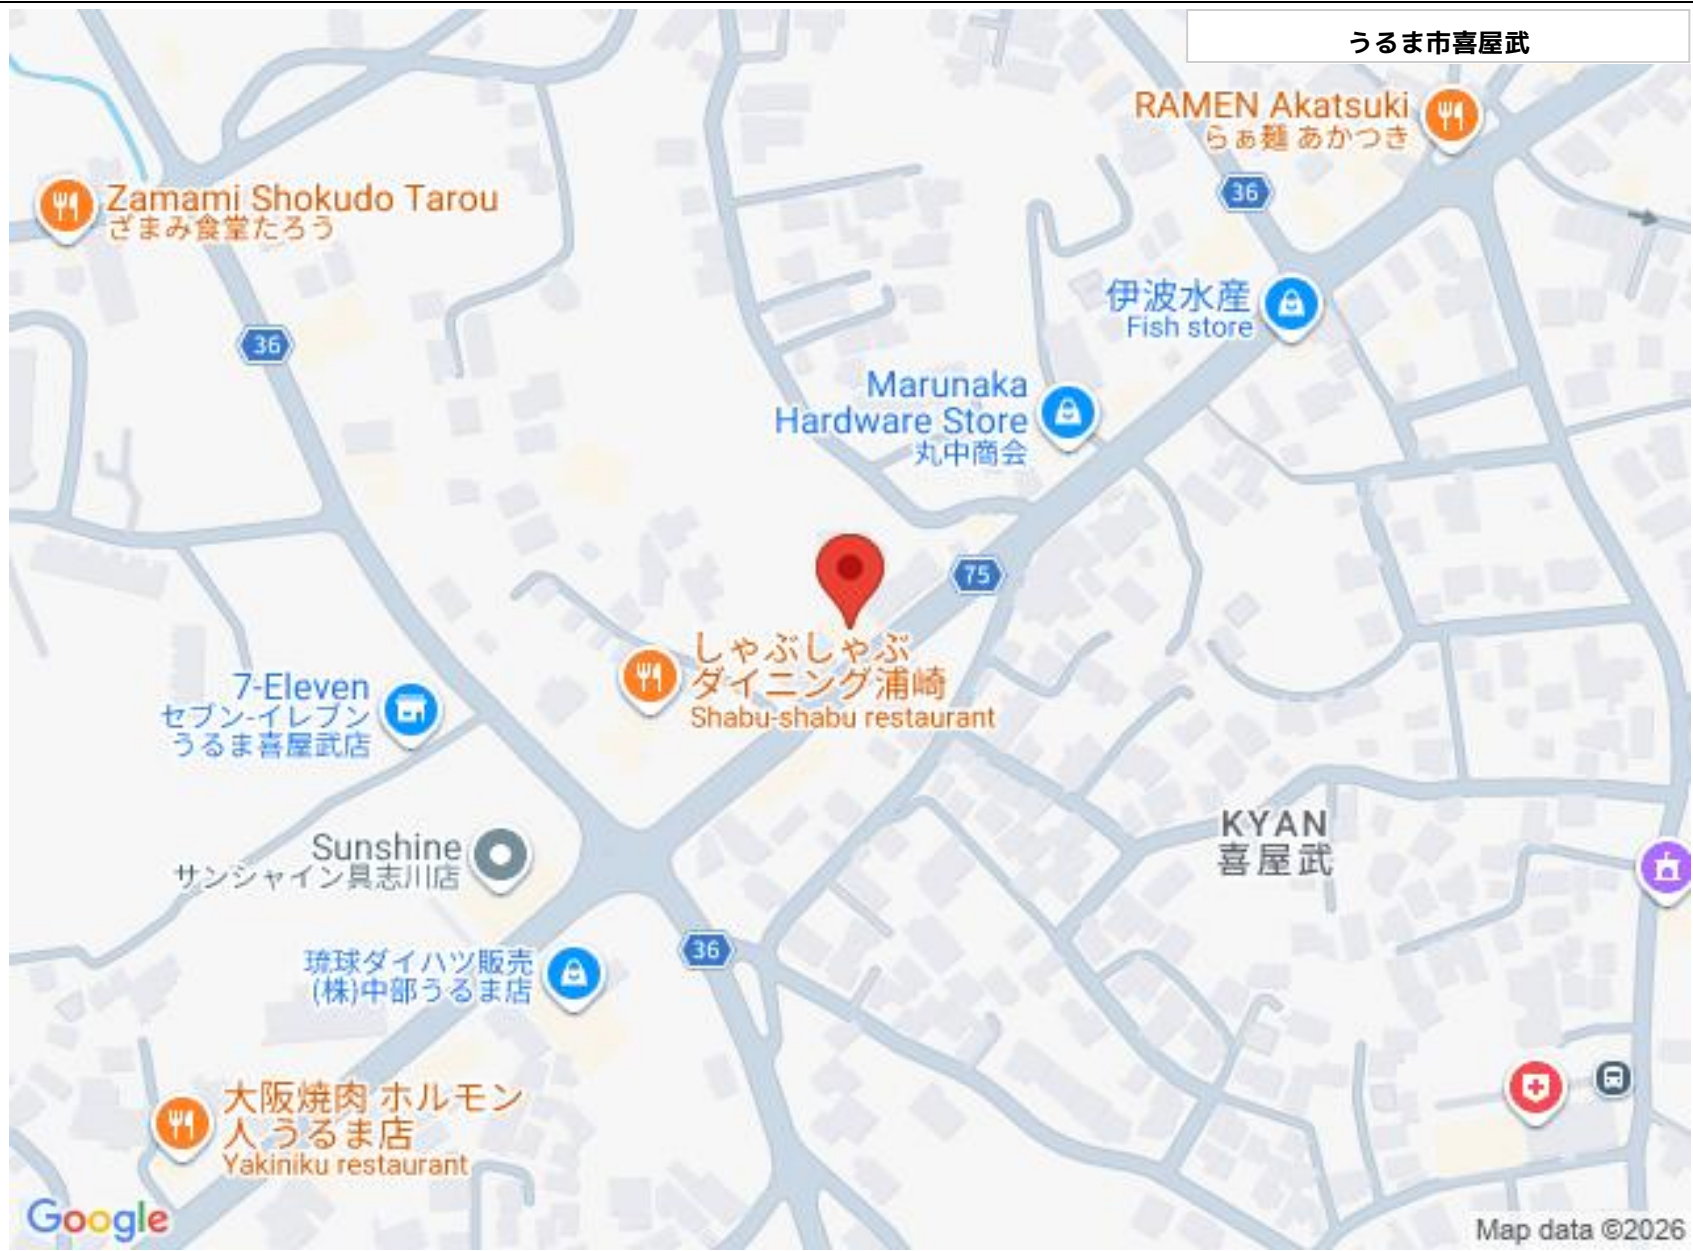 うるま市喜屋武
RAMEN Akatsuki
らぁ麺 あかつき
36
Zamami Shokudo Tarou
ざまみ食堂たろう
伊波水産
Fish store
36
Marunaka
Hardware Store
丸中商会
75
しゃぶしゃぶ
ダイニング浦崎
Shabu-shabu restaurant
7-Eleven
セブン-イレブン
うるま喜屋武店
KYAN
喜屋武
Sunshine
サンシャイン具志川店
36
琉球ダイハツ販売
(株)中部うるま店
大阪焼肉 ホルモン
人 うるま店
Yakiniku restaurant
Google
Map data ©2026